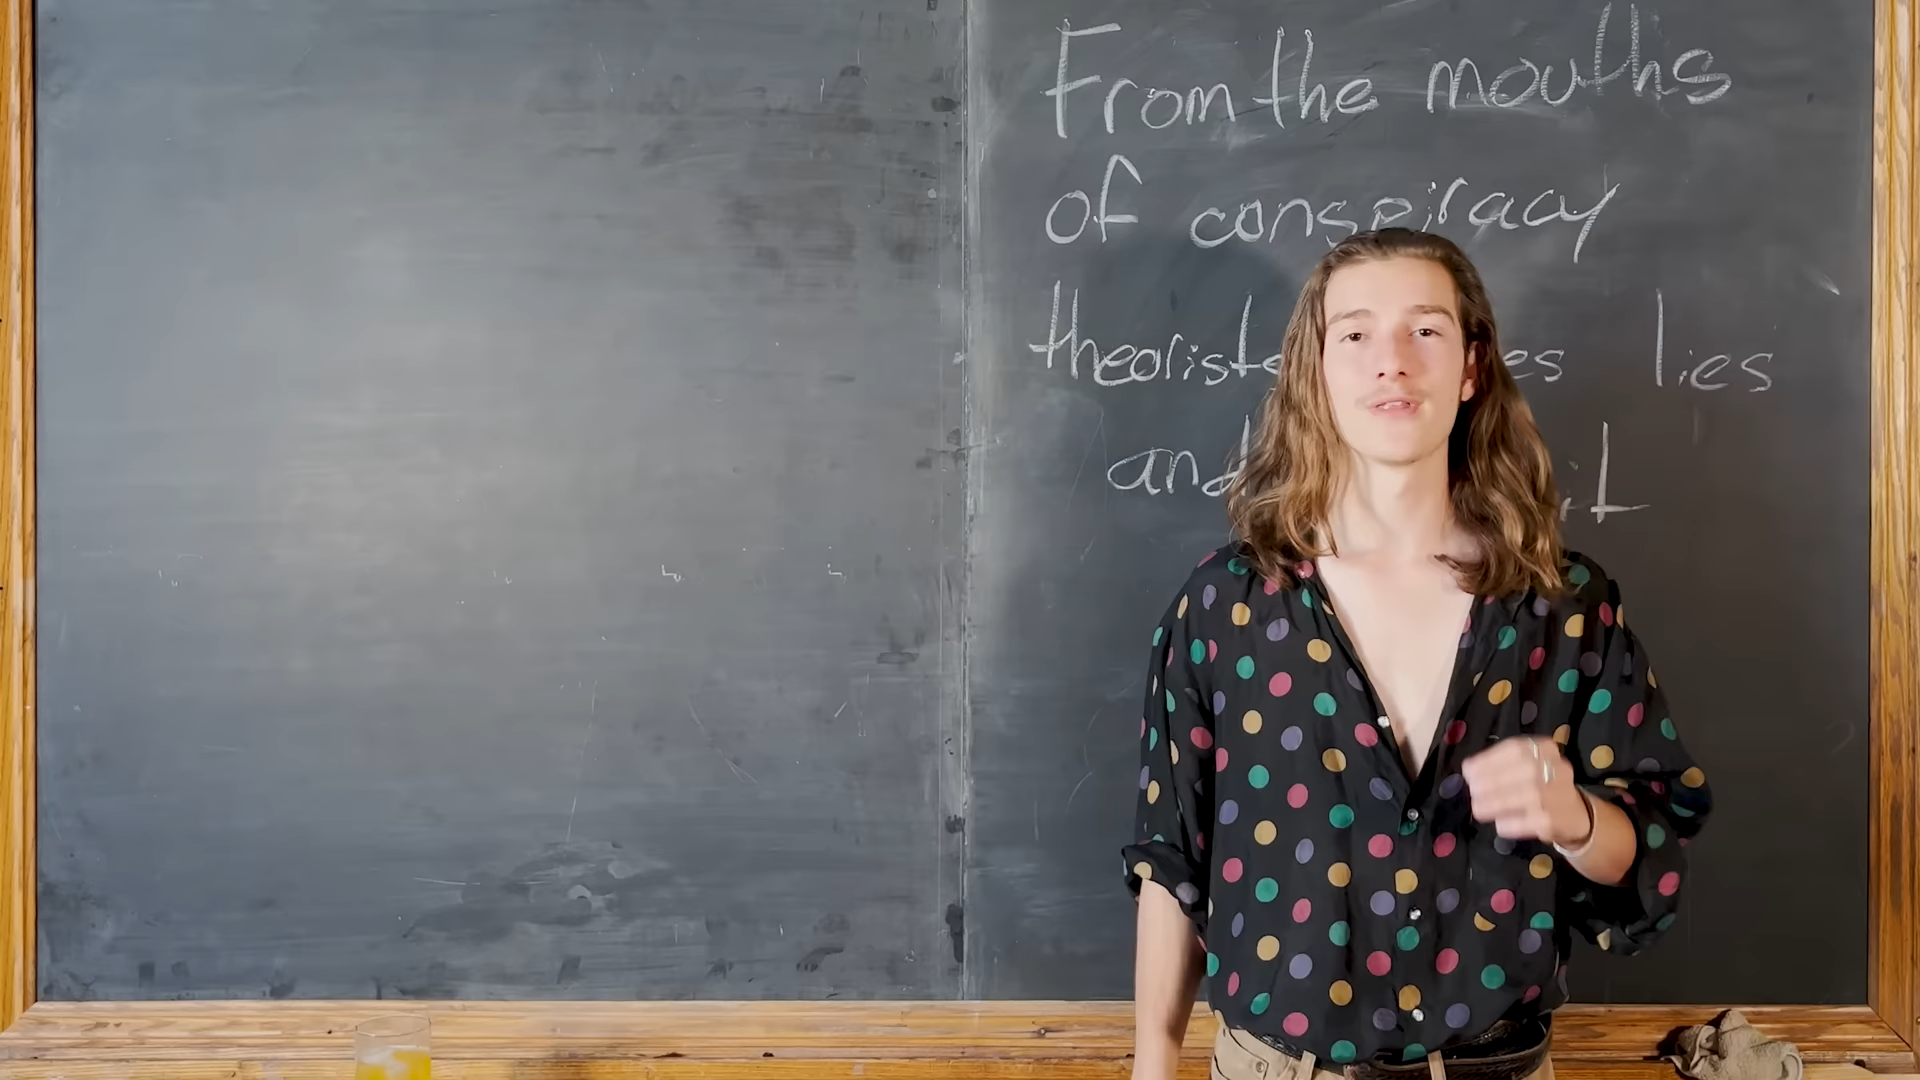 From the mouths
of conspiracy
theorists lies
and